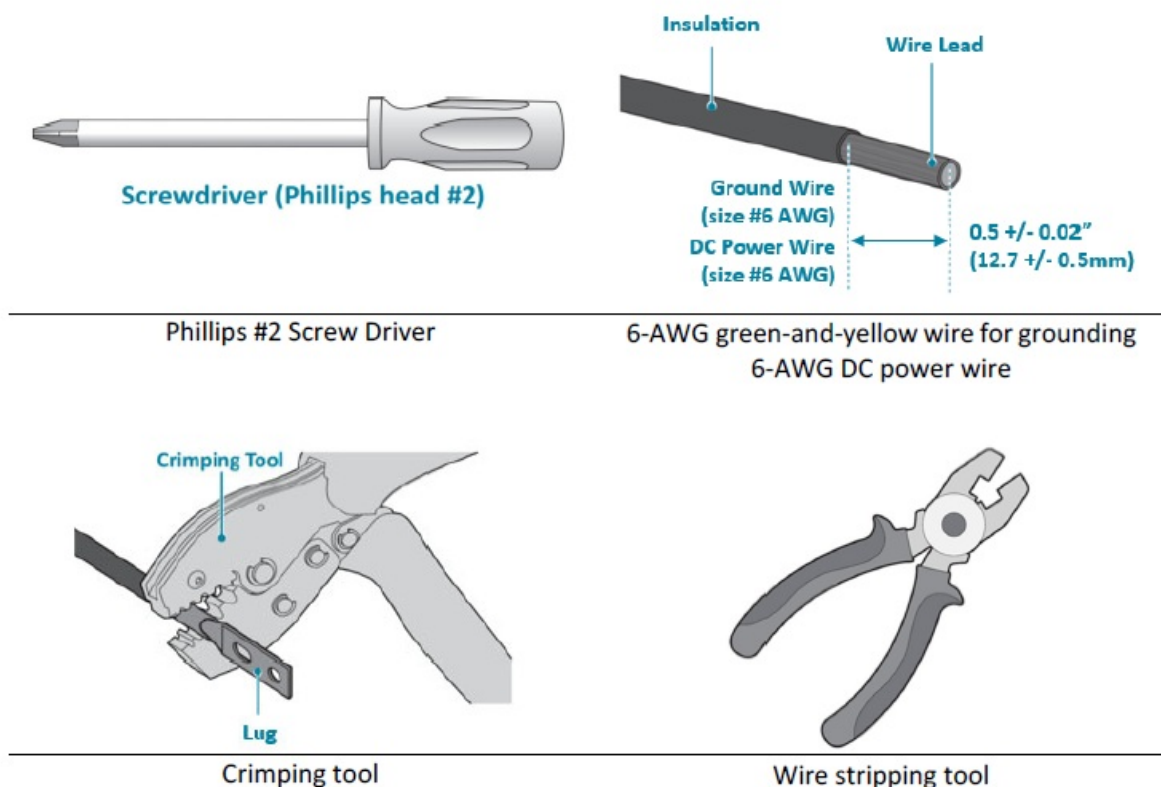 Insulation
Wire Lead
Screwdriver (Phillips head #2)
Ground Wire
(size #6 AWG)
DC Power Wire
(size #6 AWG)
0.5 +/- 0.02”
(12.7 +/- 0.5mm)
Phillips #2 Screw Driver
6-AWG green-and-yellow wire for grounding
6-AWG DC power wire
Crimping Tool
Lug
Crimping tool
Wire stripping tool